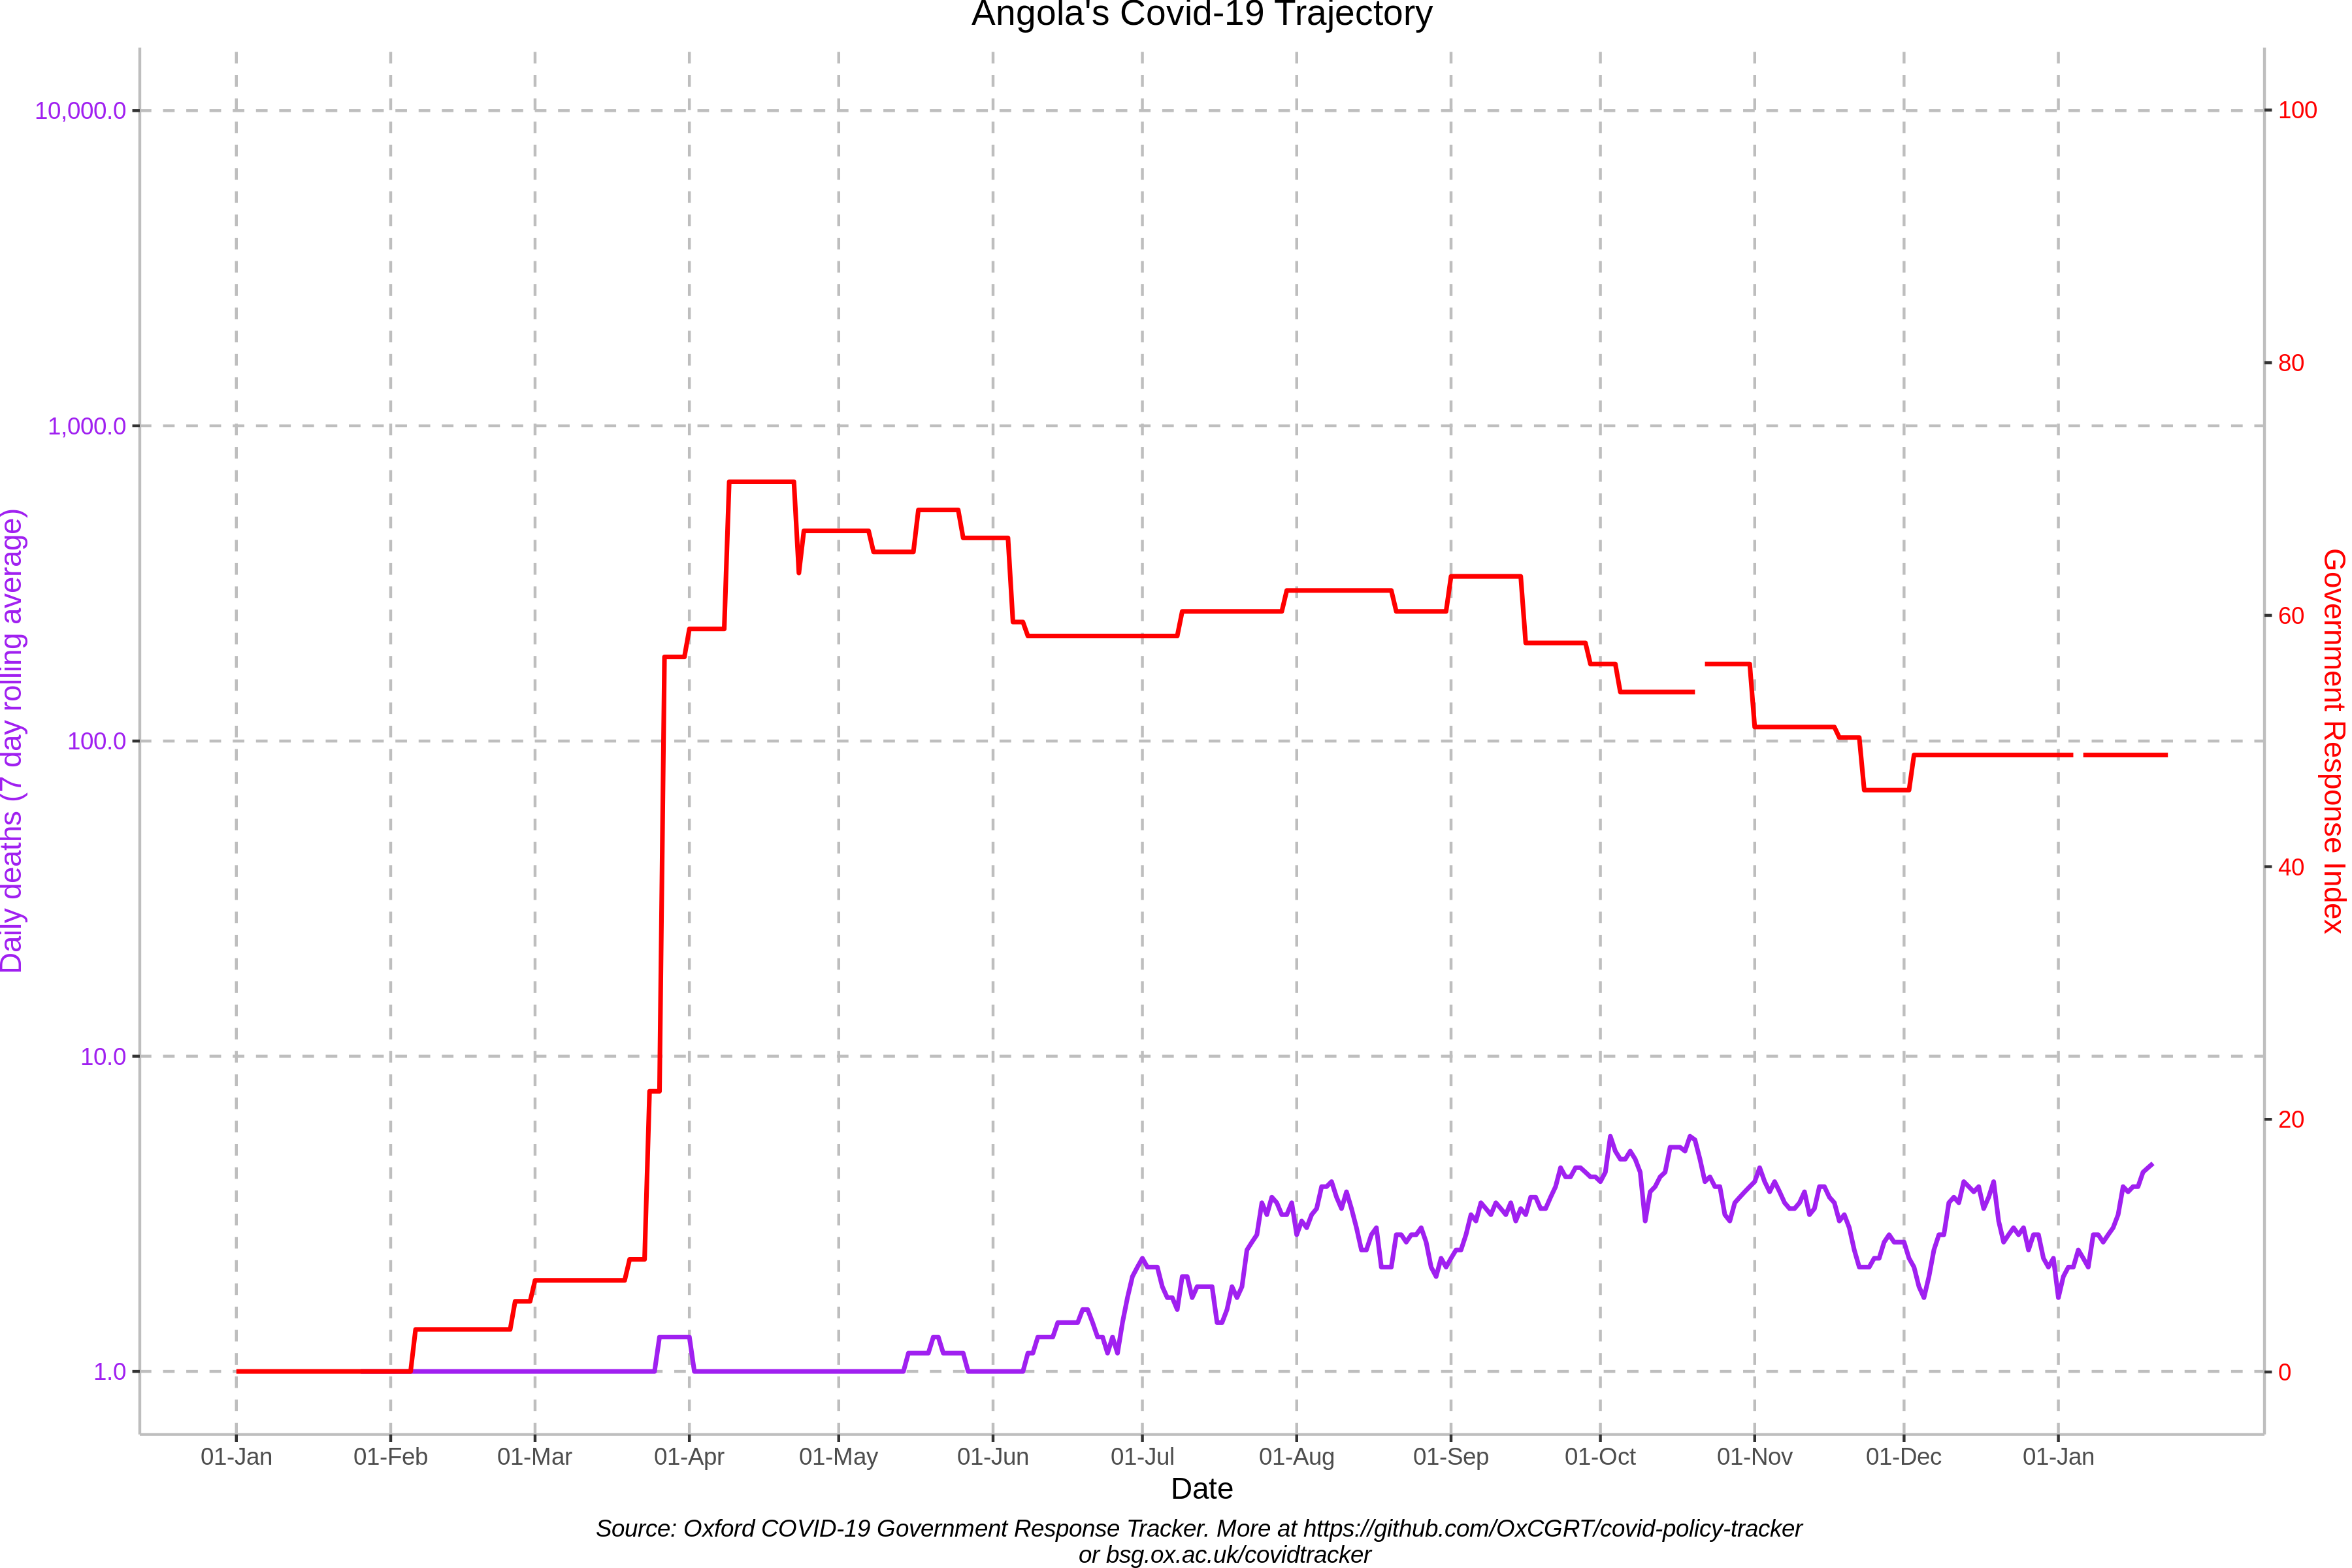 Angola's Covid-19 Trajectory
10,000.0
1,000.0
100.0
10.0
1.0
Daily deaths (7 day rolling average)
100
80
60
40
20
0
Government Response Index
01-Jan 01-Feb 01-Mar 01-Apr 01-May 01-Jun 01-Jul 01-Aug 01-Sep 01-Oct 01-Nov 01-Dec 01-Jan
Date
Source: Oxford COVID-19 Government Response Tracker. More at https://github.com/OxCGRT/covid-policy-tracker
or bsg.ox.ac.uk/covidtracker